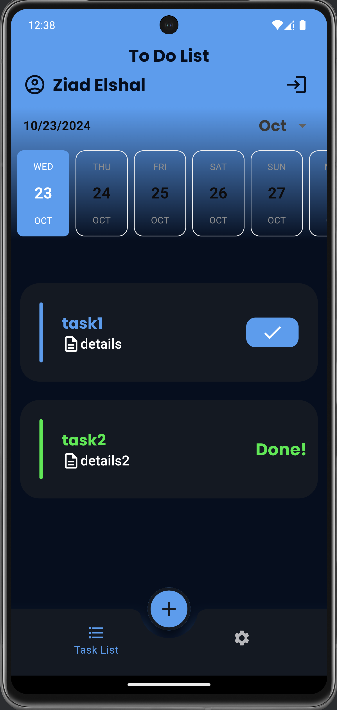 12:38
To Do List
Ziad Elshal
10/23/2024 Oct
WED THU FRI SAT SUN
23 24 25 26 27
OCT OCT OCT OCT OCT
task1
details
task2
details2
Done!
Task List